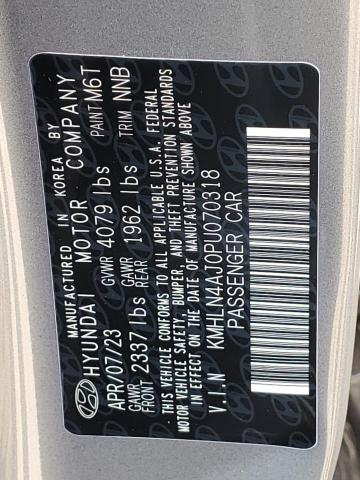 MANUFACTURED IN KOREA BY
HYUNDAI MOTOR COMPANY
APR/07/23 GVWR 4079 lbs PAINT M6T
GAWR FRONT 2337 lbs GAWR REAR 1962 lbs TRIM NNB
THIS VEHICLE CONFORMS TO ALL APPLICABLE U.S.A. FEDERAL
MOTOR VEHICLE SAFETY, BUMPER, AND THEFT PREVENTION STANDARDS
IN EFFECT ON THE DATE OF MANUFACTURE SHOWN ABOVE
V.I.N KMHLN4AJ0PU070318
PASSENGER CAR